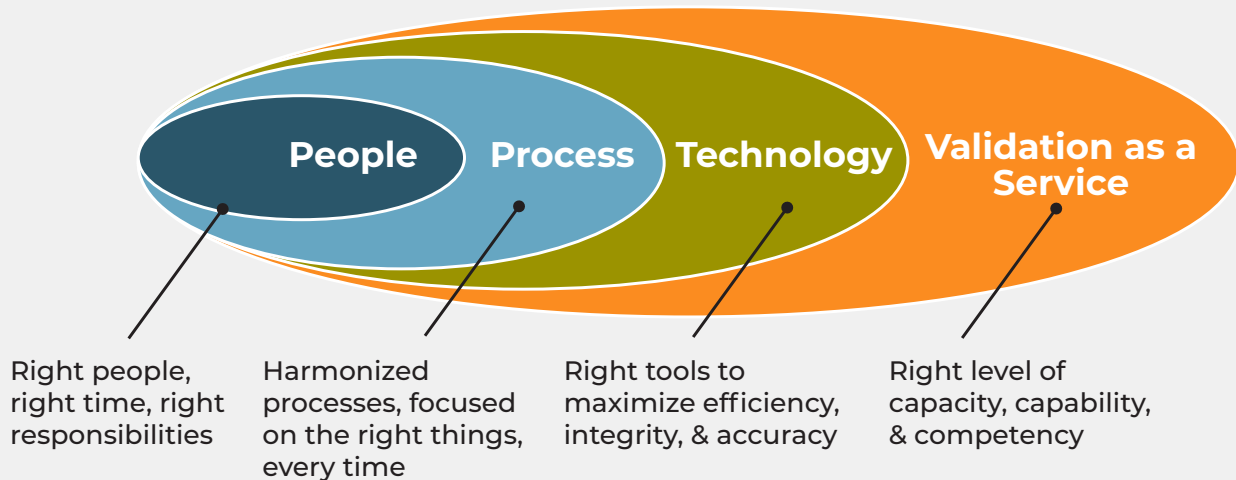 People
Process
Technology
Validation as a
Service
Right people,
right time, right
responsibilities
Harmonized
processes, focused
on the right things,
every time
Right tools to
maximize efficiency,
integrity, & accuracy
Right level of
capacity, capability,
& competency